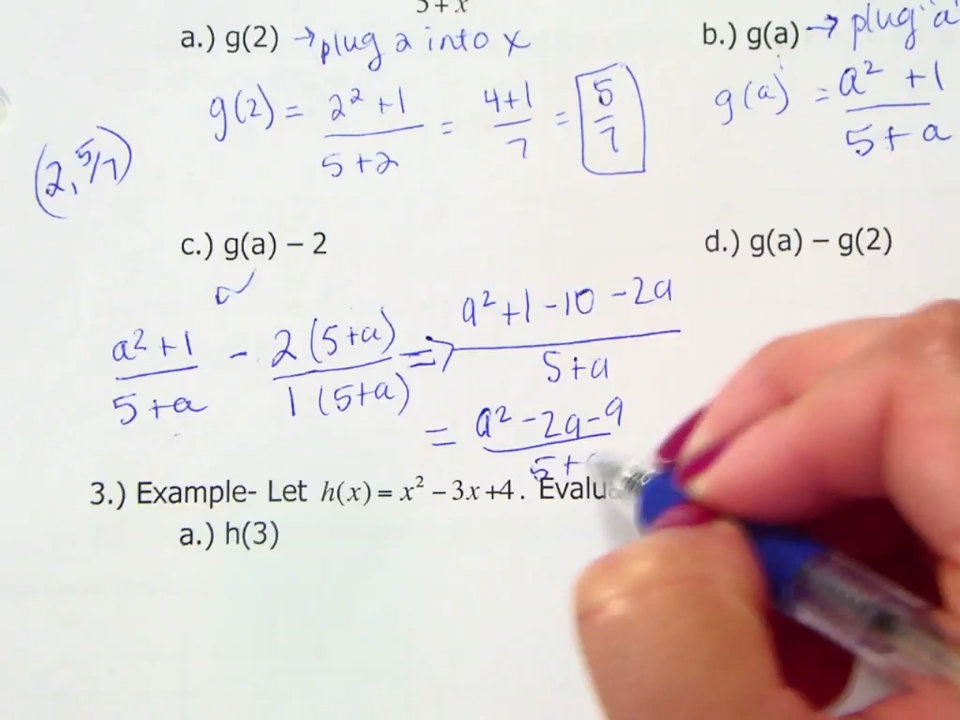 5 + x
a.) g(2) → plug 2 into x
b.) g(a) → plug "a
g(2) = 2² + 1 / 5 + 2 = 4 + 1 / 7 = 5 / 7
g(a) = a² + 1 / 5 + a
(2, 5/7)
c.) g(a) – 2
d.) g(a) – g(2)
a² + 1 / 5 + a - 2 (5+a) / 1 (5+a) => a² + 1 - 10 - 2a / 5 + a
= a² - 2a - 9 / 5 +
3.) Example- Let h(x) = x² – 3x + 4 . Evalu
a.) h(3)